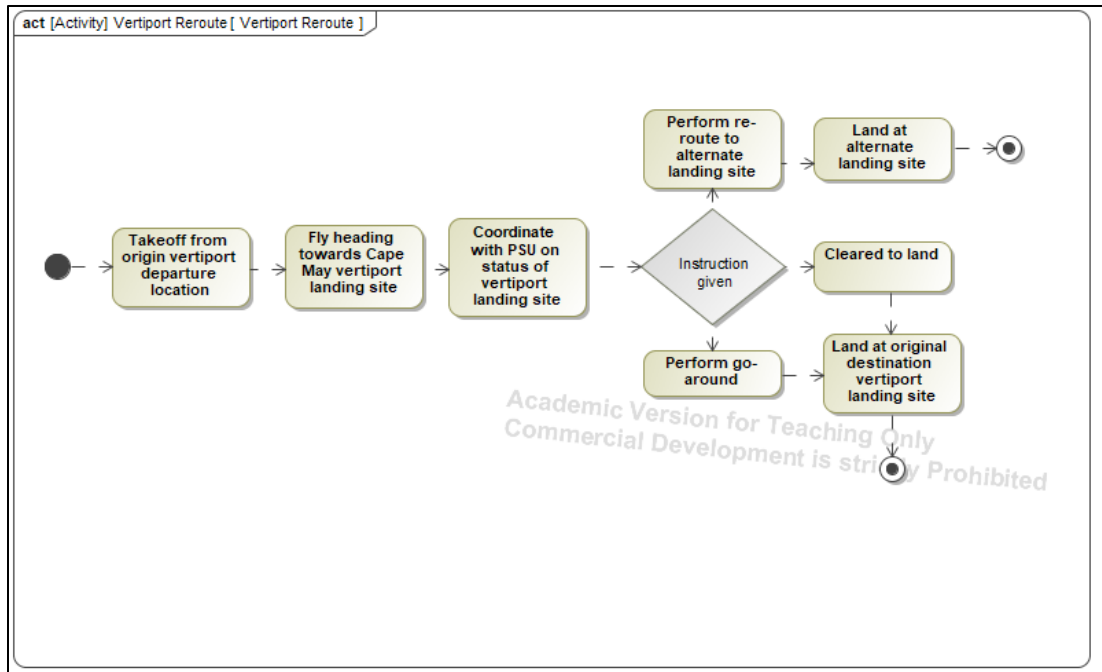 act [Activity] Vertiport Reroute [ Vertiport Reroute ]
Takeoff from
origin vertiport
departure
location
Fly heading
towards Cape
May vertiport
landing site
Coordinate
with PSU on
status of
vertiport
landing site
Instruction
given
Perform re-
route to
alternate
landing site
Land at
alternate
landing site
Cleared to land
Perform go-
around
Land at original
destination
vertiport
landing site
Academic Version for Teaching Only
Commercial Development is strictly Prohibited